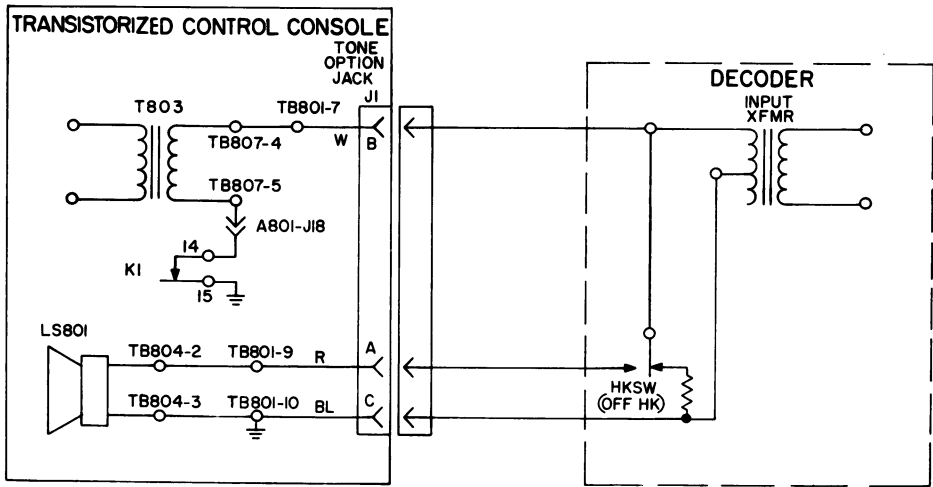 TRANSISTORIZED CONTROL CONSOLE
TONE
OPTION
JACK
J1
T803
TB801-7
TB807-4
W
B
TB807-5
A801-J18
14
K1
15
LS801
TB804-2
TB801-9
R
A
TB804-3
TB801-10
BL
C
DECODER
INPUT
XFMR
HKSW
(OFF HK)